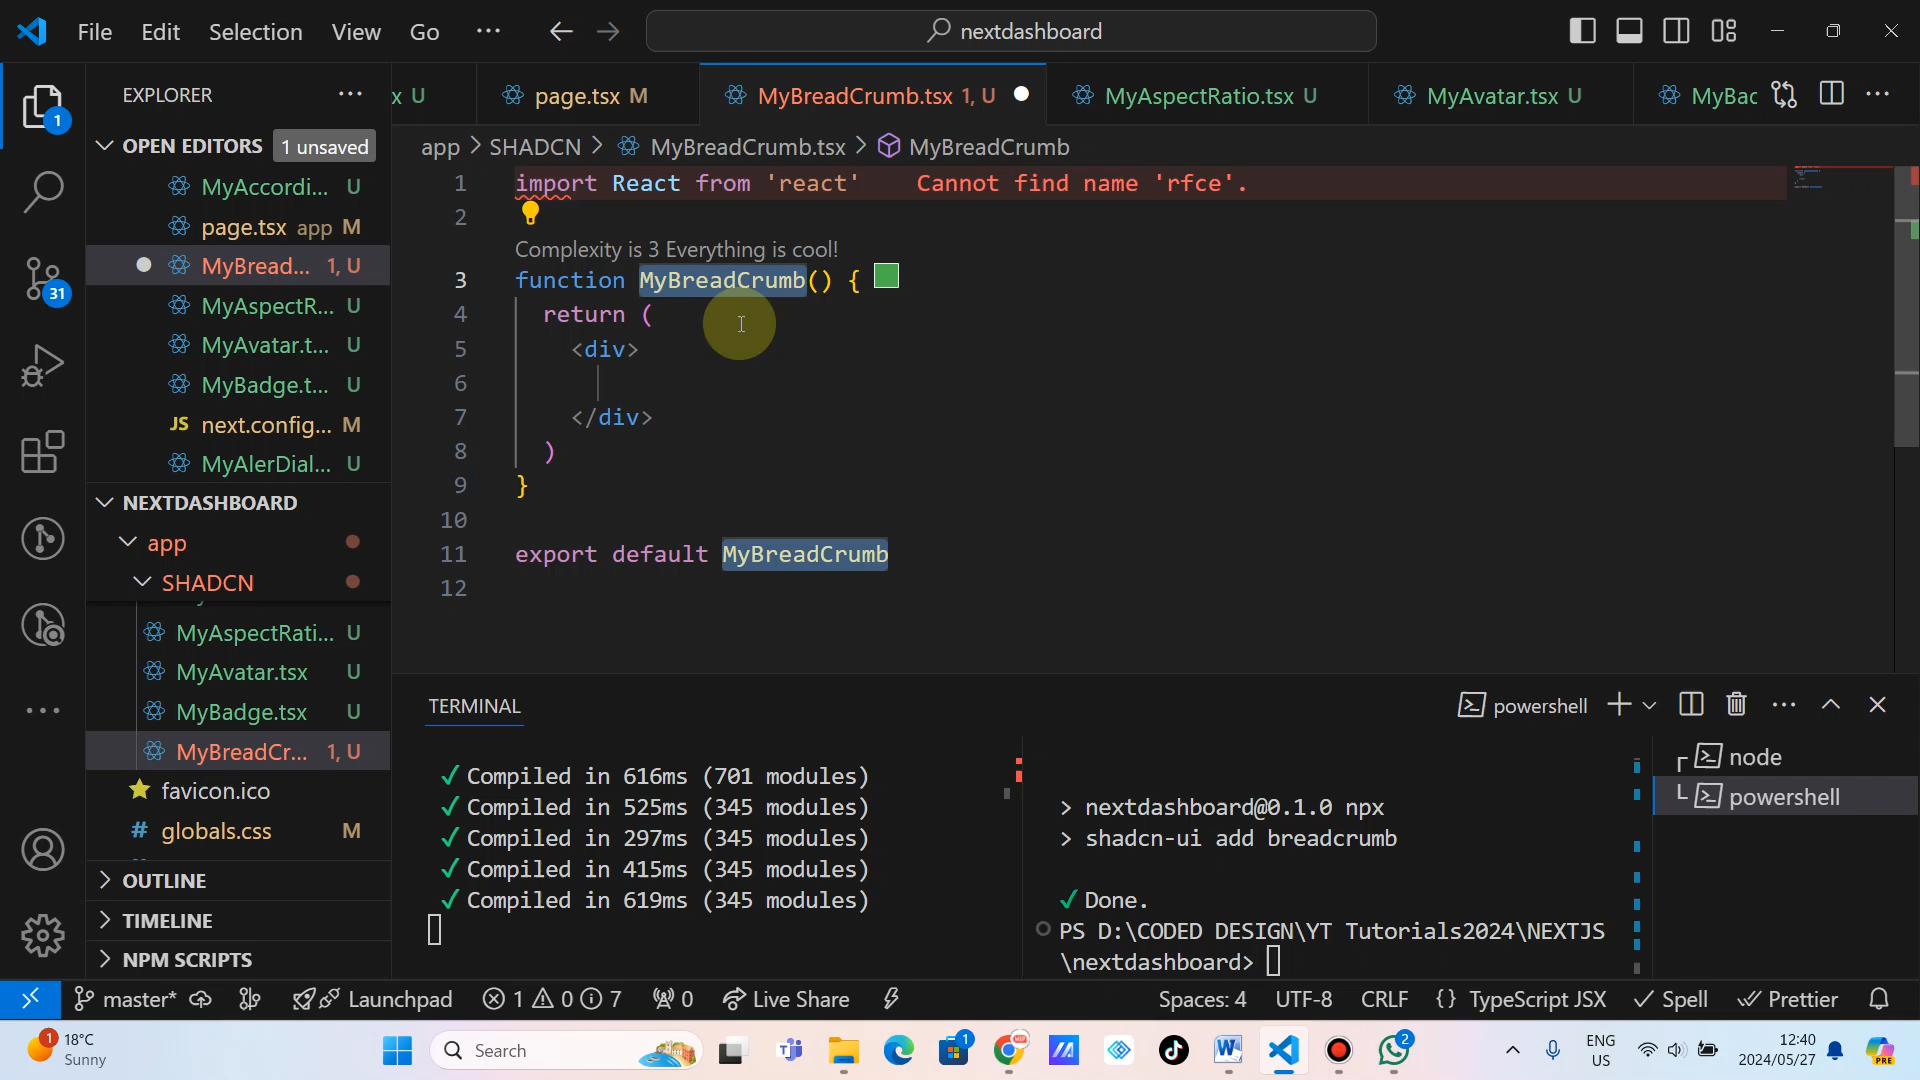 File Edit Selection View Go ··· nextdashboard
EXPLORER
x U
page.tsx M
MyBreadCrumb.tsx 1, U
MyAspectRatio.tsx U
MyAvatar.tsx U
MyBac
OPEN EDITORS 1 unsaved
app > SHADCN > MyBreadCrumb.tsx > MyBreadCrumb
MyAccordi... U
page.tsx app M
MyBread... 1, U
MyAspectR... U
MyAvatar.t... U
MyBadge.t... U
JS next.config... M
MyAlerDial... U
NEXTDASHBOARD
app
SHADCN
MyAspectRati... U
MyAvatar.tsx U
MyBadge.tsx U
MyBreadCr... 1, U
favicon.ico
# globals.css M
OUTLINE
TIMELINE
NPM SCRIPTS
1
31
1 import React from 'react' Cannot find name 'rfce'.
2
Complexity is 3 Everything is cool!
3 function MyBreadCrumb() {
4 return (
5 <div>
6
7 </div>
8 )
9 }
10
11 export default MyBreadCrumb
12
TERMINAL
powershell
✓ Compiled in 616ms (701 modules)
✓ Compiled in 525ms (345 modules)
✓ Compiled in 297ms (345 modules)
✓ Compiled in 415ms (345 modules)
✓ Compiled in 619ms (345 modules)
> nextdashboard@0.1.0 npx
> shadcn-ui add breadcrumb
✓ Done.
PS D:\CODED DESIGN\YT Tutorials2024\NEXTJS
\nextdashboard>
node
powershell
master* Launchpad 1 0 7 0 Live Share Spaces: 4 UTF-8 CRLF {} TypeScript JSX Spell Prettier
1
18°C
Sunny
Search
1
2
PRE
ENG
US
12:40
2024/05/27